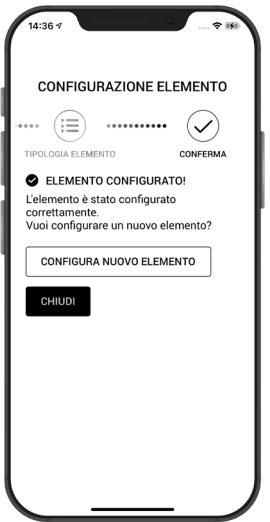 14:36
CONFIGURAZIONE ELEMENTO
TIPOLOGIA ELEMENTO
CONFERMA
ELEMENTO CONFIGURATO!
L'elemento è stato configurato
correttamente.
Vuoi configurare un nuovo elemento?
CONFIGURA NUOVO ELEMENTO
CHIUDI